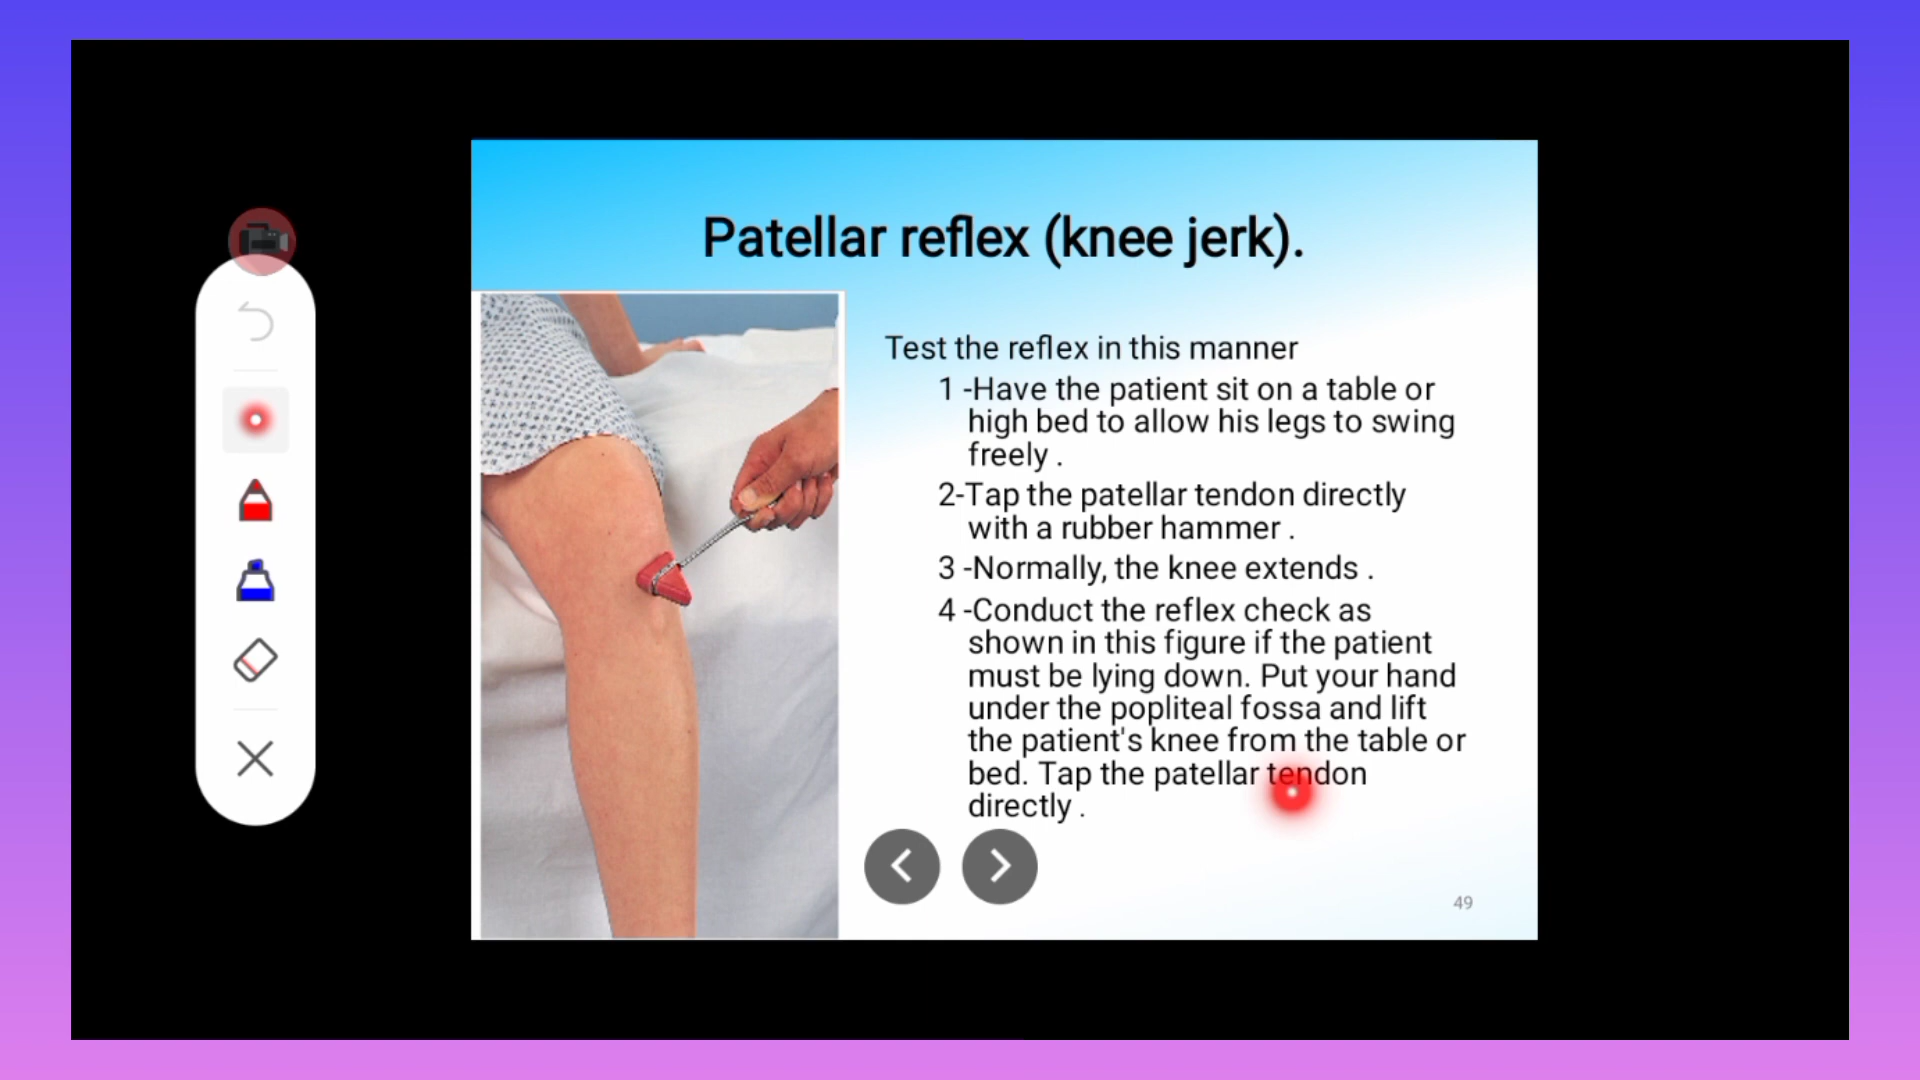 Patellar reflex (knee jerk).
Test the reflex in this manner
1 -Have the patient sit on a table or
high bed to allow his legs to swing
freely .
2-Tap the patellar tendon directly
with a rubber hammer .
3 -Normally, the knee extends .
4 -Conduct the reflex check as
shown in this figure if the patient
must be lying down. Put your hand
under the popliteal fossa and lift
the patient's knee from the table or
bed. Tap the patellar tendon
directly .
49